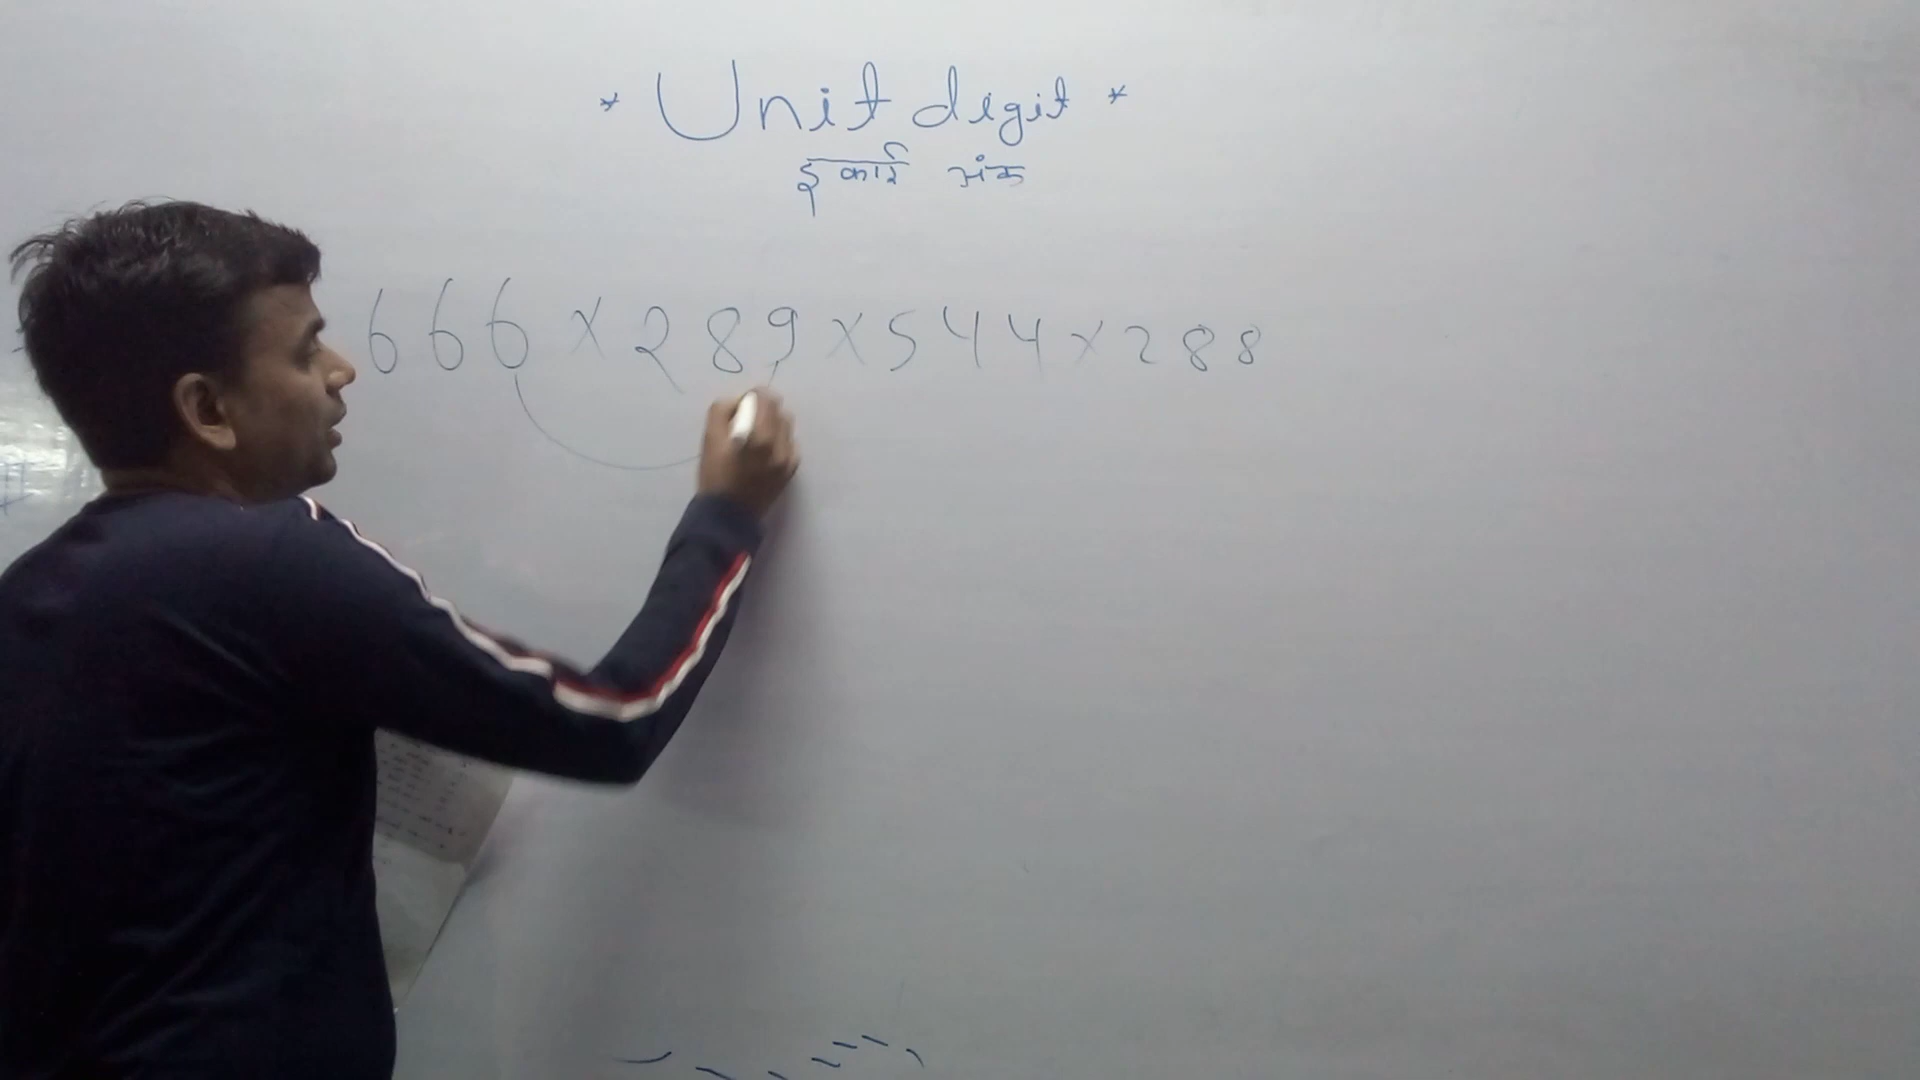 * Unit digit *
इकाई अंक
666 × 289 × 544 × 288